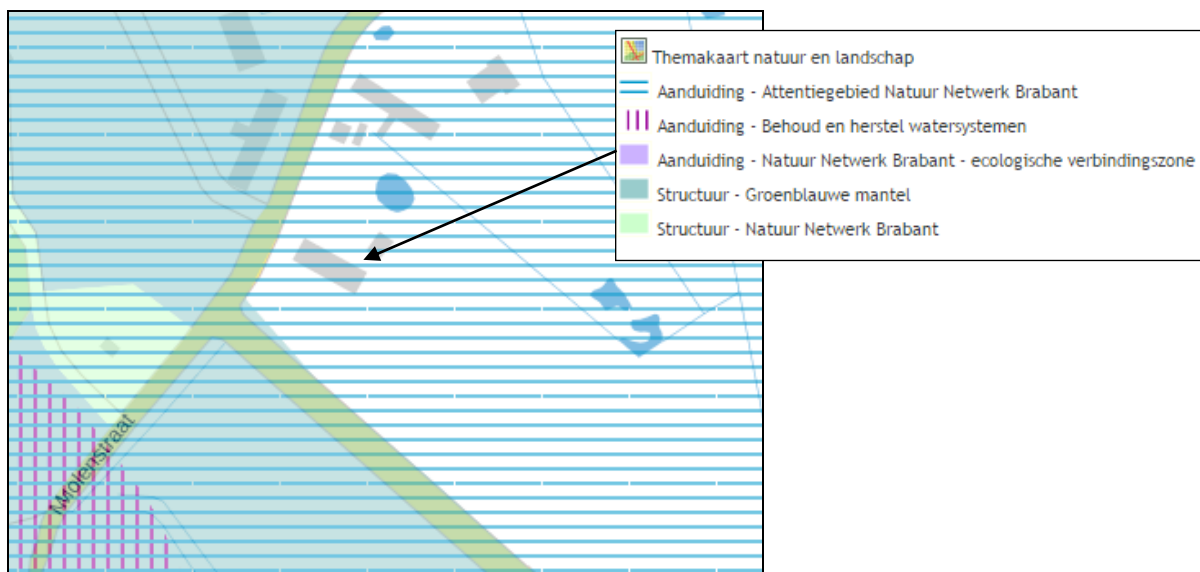 Themakaart natuur en landschap
Aanduiding - Attentiegebied Natuur Netwerk Brabant
Aanduiding - Behoud en herstel watersystemen
Aanduiding - Natuur Netwerk Brabant - ecologische verbindingszone
Structuur - Groenblauwe mantel
Structuur - Natuur Netwerk Brabant
Molenstraat